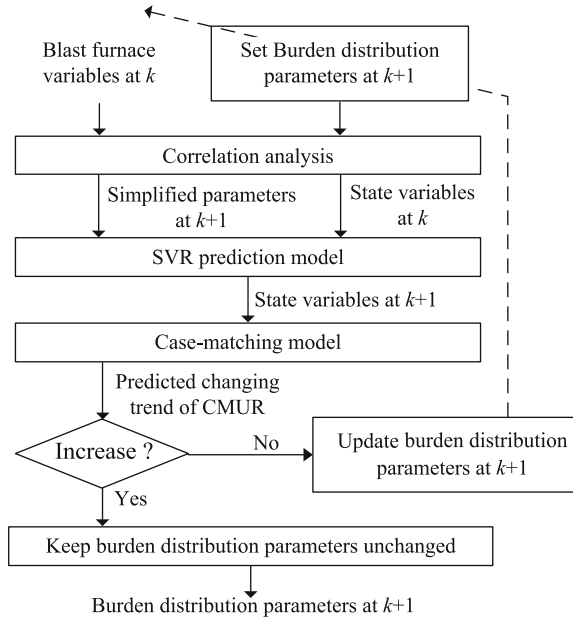 Blast furnace
variables at k
Set Burden distribution
parameters at k+1
Correlation analysis
Simplified parameters
at k+1
State variables
at k
SVR prediction model
State variables at k+1
Case-matching model
Predicted changing
trend of CMUR
Increase ?
No
Update burden distribution
parameters at k+1
Yes
Keep burden distribution parameters unchanged
Burden distribution parameters at k+1